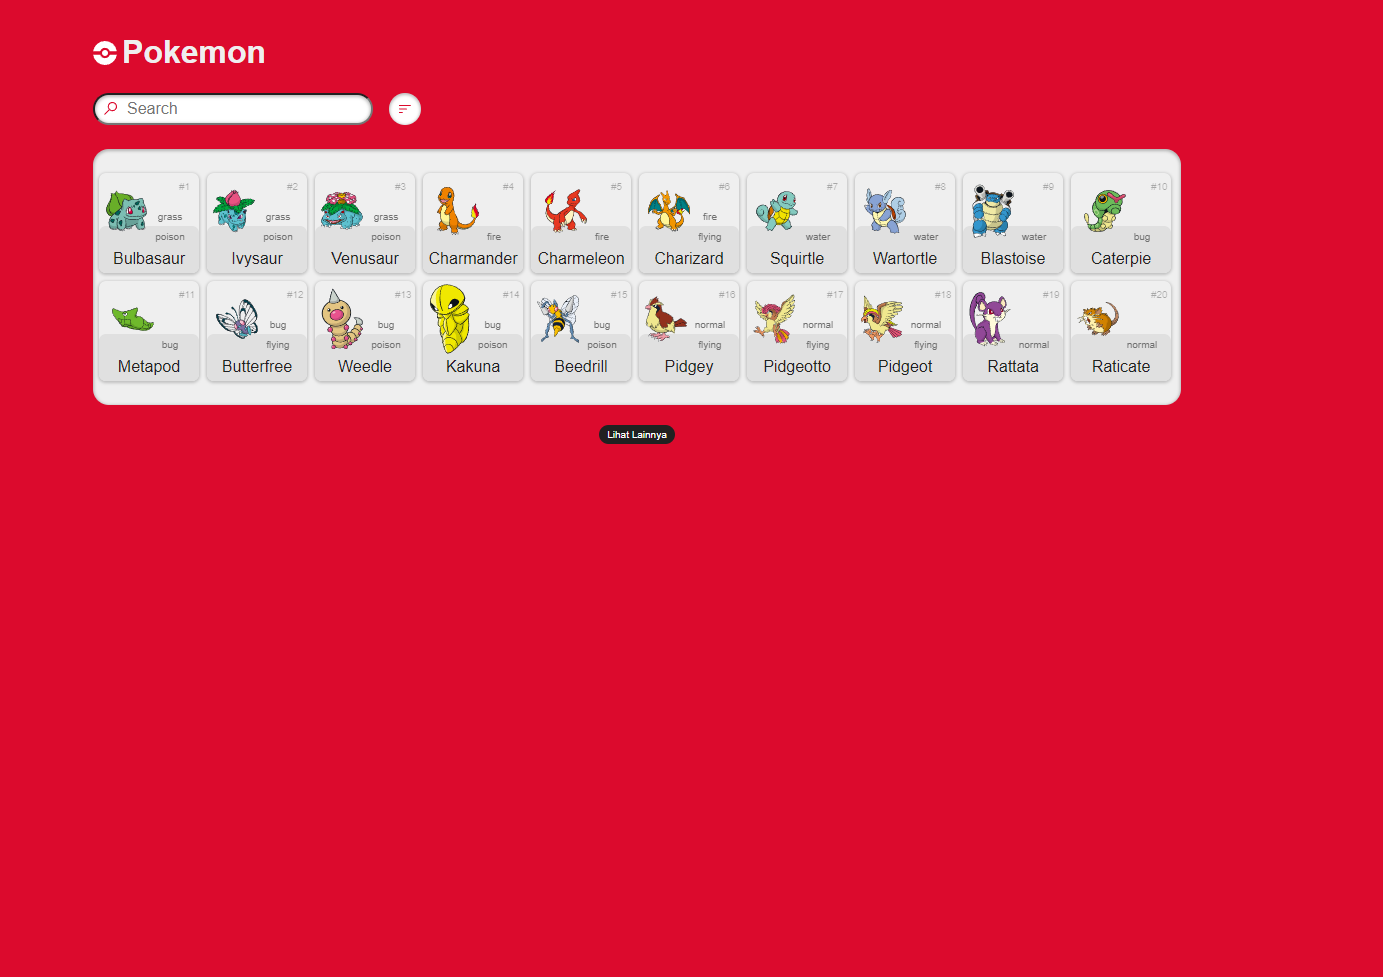 Pokemon
Search
#1
grass
poison
Bulbasaur
#2
grass
poison
Ivysaur
#3
grass
poison
Venusaur
#4
fire
Charmander
#5
fire
Charmeleon
#6
fire
flying
Charizard
#7
water
Squirtle
#8
water
Wartortle
#9
water
Blastoise
#10
bug
Caterpie
#11
bug
Metapod
#12
bug
flying
Butterfree
#13
bug
poison
Weedle
#14
bug
poison
Kakuna
#15
bug
poison
Beedrill
#16
normal
flying
Pidgey
#17
normal
flying
Pidgeotto
#18
normal
flying
Pidgeot
#19
normal
Rattata
#20
normal
Raticate
Lihat Lainnya